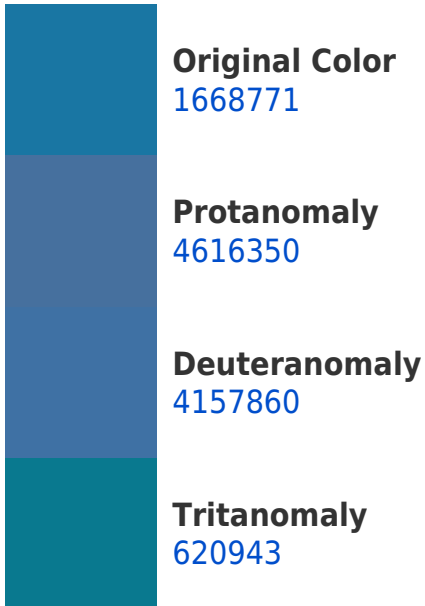 Original Color
1668771
Protanomaly
4616350
Deuteranomaly
4157860
Tritanomaly
620943